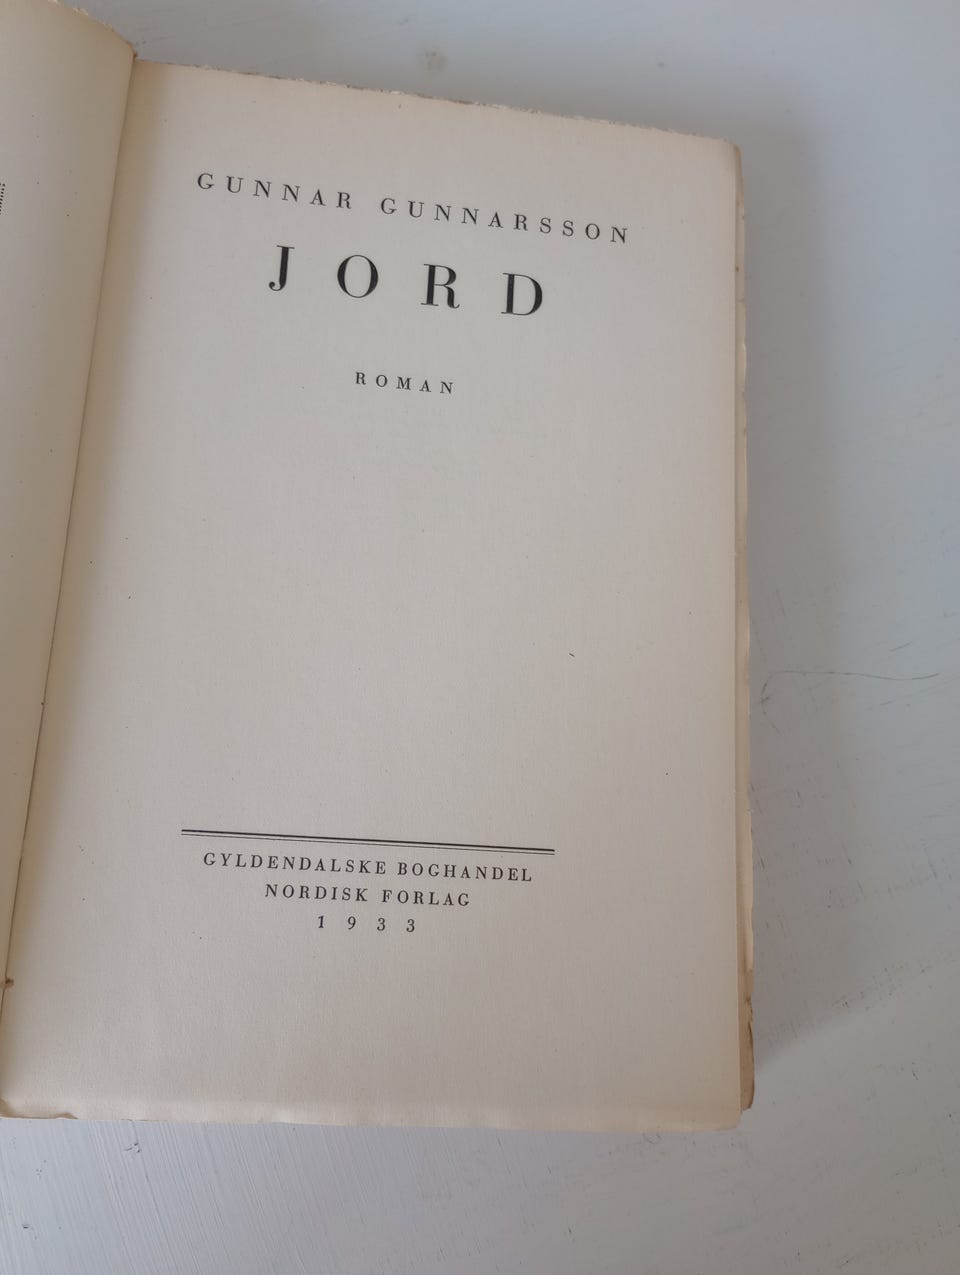 GUNNAR GUNNARSSON
JORD
ROMAN
GYLDENDALSKE BOGHANDEL
NORDISK FORLAG
1933